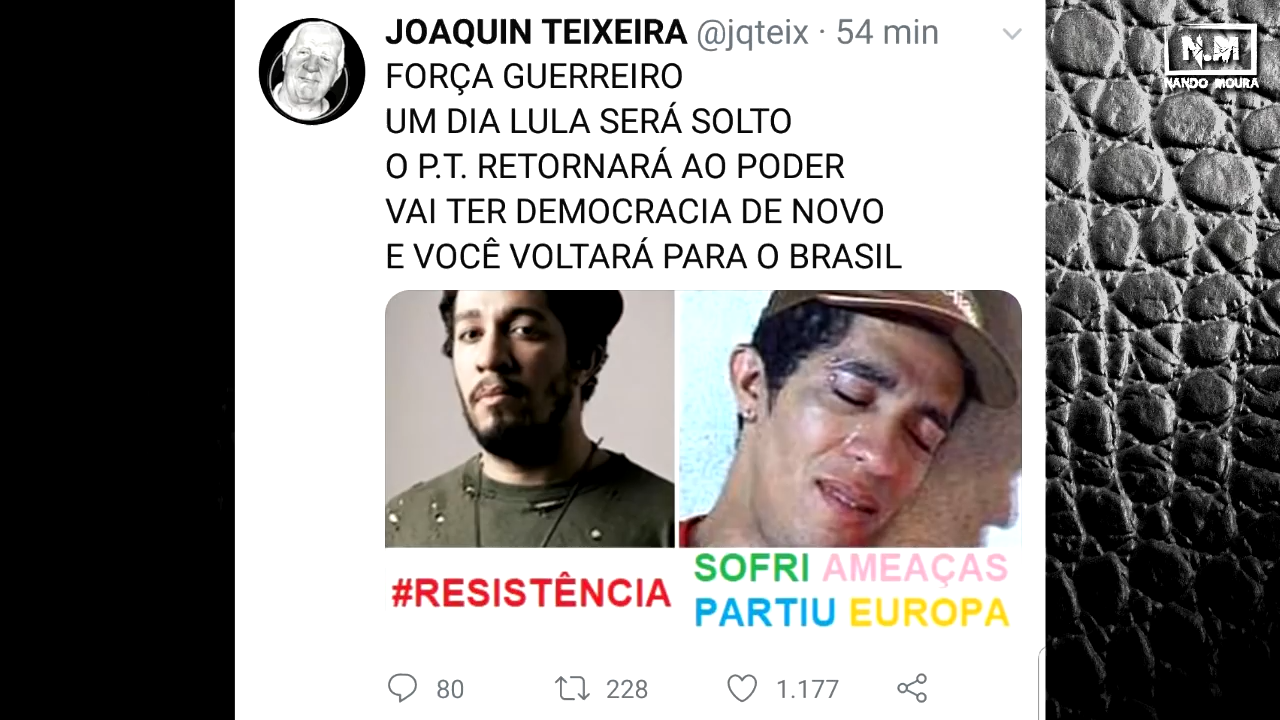 JOAQUIN TEIXEIRA @jqteix · 54 min
FORÇA GUERREIRO
UM DIA LULA SERÁ SOLTO
O P.T. RETORNARÁ AO PODER
VAI TER DEMOCRACIA DE NOVO
E VOCÊ VOLTARÁ PARA O BRASIL
#RESISTÊNCIA
SOFRI AMEAÇAS
PARTIU EUROPA
80 228 1.177
N.M
NANDO MOURA